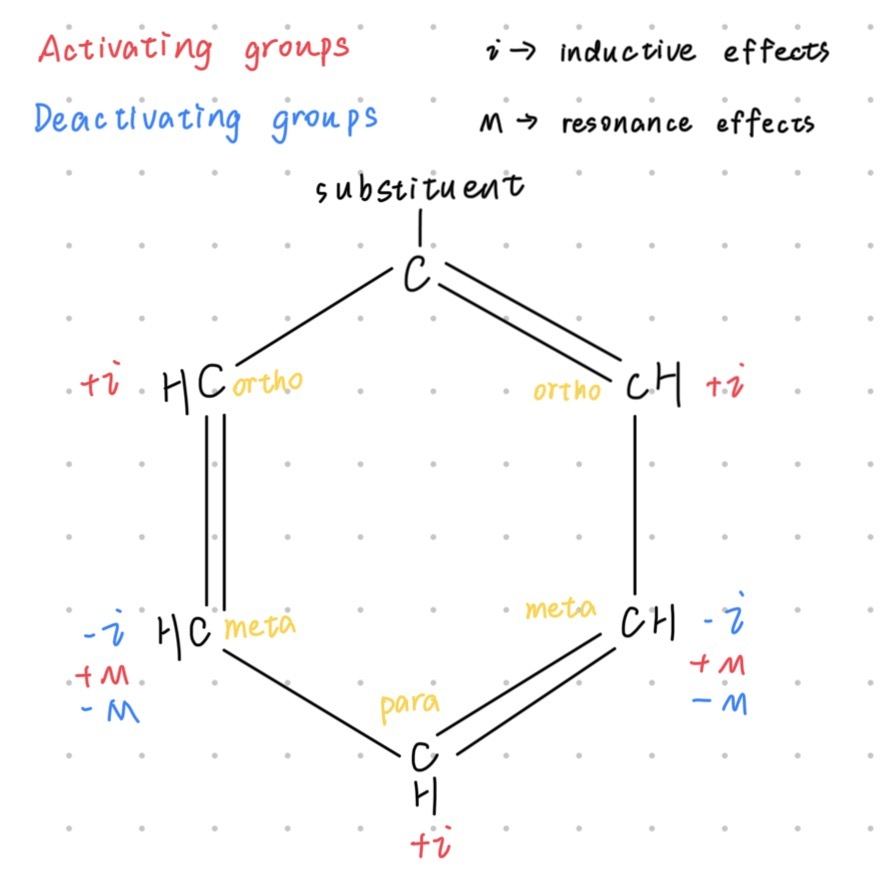 Activating groups
i → inductive effects
Deactivating groups
M → resonance effects
substituent
C
+i HC ortho
ortho CH +i
meta CH -i
-i HC meta
+M
+M
-M
-M
para
C
H
+i